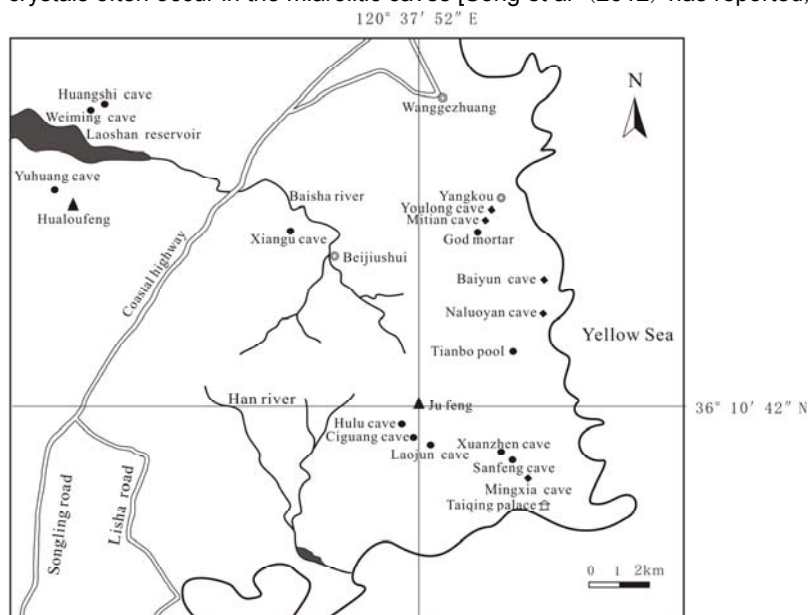 crystals often occur in the miarolitic caves [Song et al (2012) has reported,
120° 37′ 52″ E
N
Huangshi cave
Weiming cave
Laoshan reservoir
Wanggezhuang
Yuhuang cave
Hualoufeng
Baisha river
Yangkou
Youlong cave
Mitian cave
God mortar
Xiangu cave
Beijiushui
Coasial highway
Baiyun cave
Naluoyan cave
Yellow Sea
Tianbo pool
Han river
Ju feng
36° 10′ 42″ N
Hulu cave
Ciguang cave
Laojun cave
Xuanzhen cave
Sanfeng cave
Mingxia cave
Taiqing palace
Songling road
Lisha road
0 1 2km